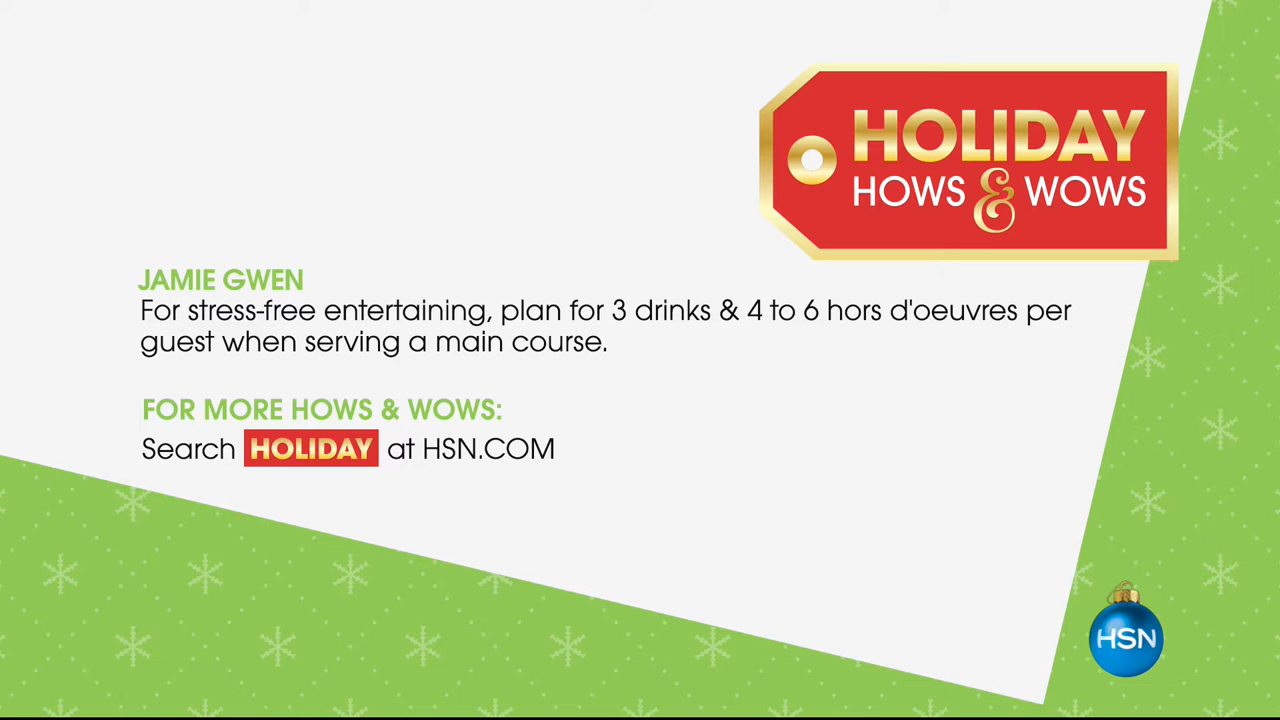 HOLIDAY
HOWS & WOWS
JAMIE GWEN
For stress-free entertaining, plan for 3 drinks & 4 to 6 hors d'oeuvres per
guest when serving a main course.
FOR MORE HOWS & WOWS:
Search HOLIDAY at HSN.COM
HSN